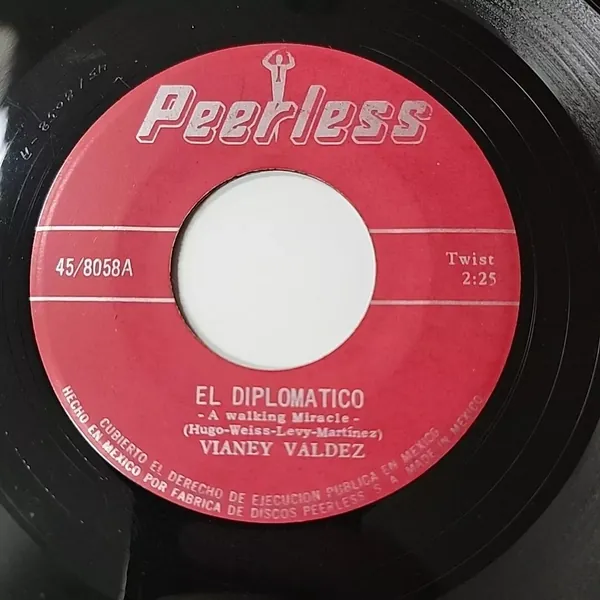 Peerless
45/8058A
Twist
2:25
EL DIPLOMATICO
- A walking Miracle -
(Hugo-Weiss-Levy-Martinez)
VIANEY VALDEZ
CUBIERTO EL DERECHO DE EJECUCION PUBLICA EN MEXICO
HECHO EN MEXICO POR FABRICA DE DISCOS PEERLESS S A MADE IN MEXICO